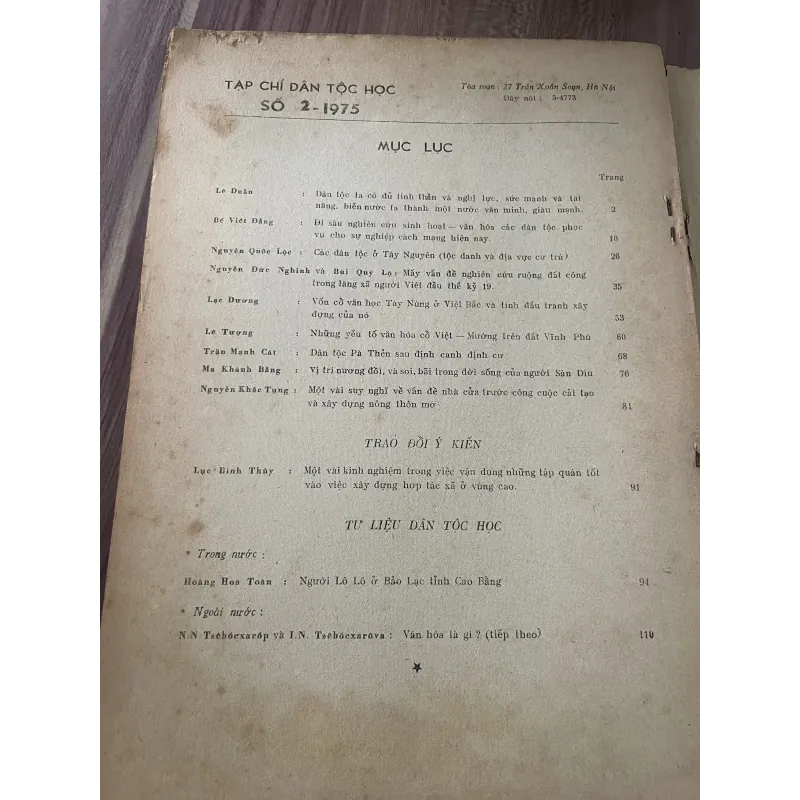 TẠP CHÍ DÂN TỘC HỌC
SỐ 2-1975
Tòa soạn : 27 Trần Xuân Soạn, Hà Nội
Dây nói : 5-4773
MỤC LỤC
Trang
Lê Duẩn : Dân tộc ta có đủ tinh thần và nghị lực, sức mạnh và tài
năng, biến nước ta thành một nước văn minh, giàu mạnh. 2
Bế Viết Đẳng : Đi sâu nghiên cứu sinh hoạt — văn hóa các dân tộc phục
vụ cho sự nghiệp cách mạng hiện nay. 10
Nguyễn Quốc Lộc : Các dân tộc ở Tây Nguyên (tộc danh và địa vực cư trú) 26
Nguyễn Đức Nghinh và Bùi Quý Lộ : Mấy vấn đề nghiên cứu ruộng đất công
trong làng xã người Việt đầu thế kỷ 19. 35
Lạc Dương : Vốn cổ văn học Tày Nùng ở Việt Bắc và tính đấu tranh xây
dựng của nó 53
Lê Tượng : Những yếu tố văn hóa cổ Việt — Mường trên đất Vĩnh Phú 60
Trần Mạnh Cát : Dân tộc Pà Thẻn sau định canh định cư 68
Ma Khánh Bằng : Vị trí nương đồi, và soi, bãi trong đời sống của người Sán Dìu 76
Nguyễn Khắc Tụng : Một vài suy nghĩ về vấn đề nhà cửa trước công cuộc cải tạo
và xây dựng nông thôn mới 81
TRAO ĐỔI Ý KIẾN
Lục Bình Thủy : Một vài kinh nghiệm trong việc vận dụng những tập quán tốt
vào việc xây dựng hợp tác xã ở vùng cao. 91
TƯ LIỆU DÂN TỘC HỌC
* Trong nước :
Hoàng Hoa Toàn : Người Lô Lô ở Bảo Lạc tỉnh Cao Bằng 94
* Ngoài nước :
N.N Tsêbôcxarốp và I.N. Tsêbôcxarôva : Văn hóa là gì ? (tiếp theo) 110